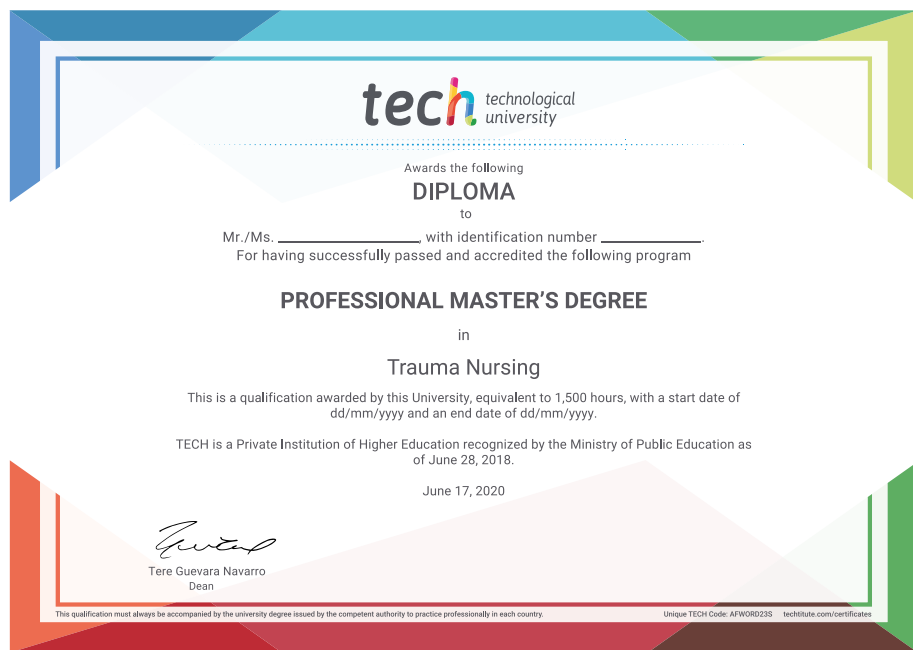 tech technological
university
Awards the following
DIPLOMA
to
Mr./Ms. ________________, with identification number ____________.
For having successfully passed and accredited the following program
PROFESSIONAL MASTER'S DEGREE
in
Trauma Nursing
This is a qualification awarded by this University, equivalent to 1,500 hours, with a start date of
dd/mm/yyyy and an end date of dd/mm/yyyy.
TECH is a Private Institution of Higher Education recognized by the Ministry of Public Education as
of June 28, 2018.
June 17, 2020
Tere Guevara Navarro
Dean
This qualification must always be accompanied by the university degree issued by the competent authority to practice professionally in each country.
Unique TECH Code: AFWORD23S techtitute.com/certificates